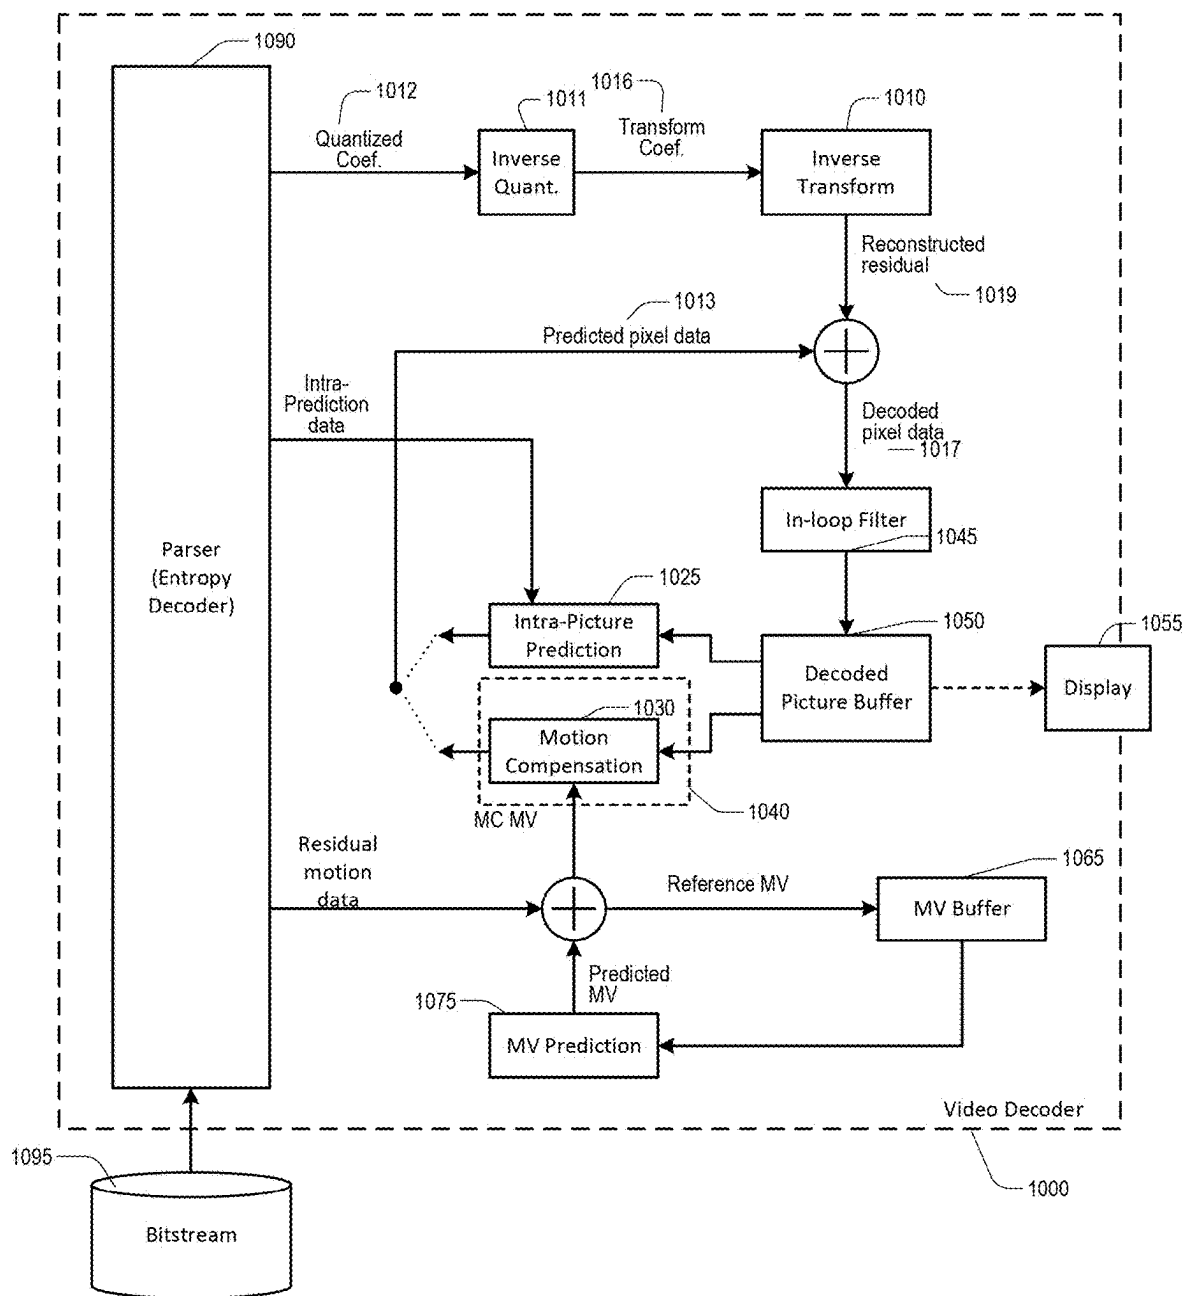 1090
1012
1011
1016
1010
Quantized
Coef.
Transform
Coef.
Inverse
Quant.
Inverse
Transform
Reconstructed
residual
1019
1013
Predicted pixel data
Intra-
Prediction
data
Decoded
pixel data
1017
In-loop Filter
1045
Parser
(Entropy
Decoder)
1025
Intra-Picture
Prediction
1050
Decoded
Picture Buffer
1055
Display
1030
Motion
Compensation
1040
MC MV
Residual
motion
data
Reference MV
1065
MV Buffer
Predicted
MV
1075
MV Prediction
Video Decoder
1000
1095
Bitstream